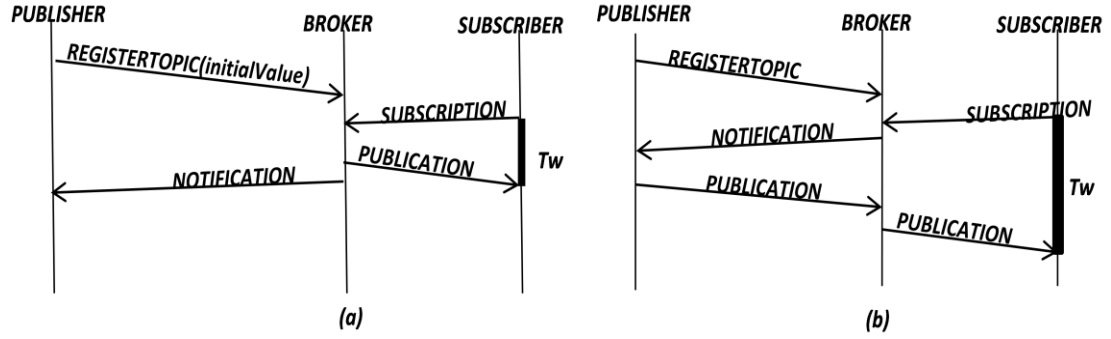 PUBLISHER
BROKER
SUBSCRIBER
REGISTERTOPIC(initialValue)
SUBSCRIPTION
PUBLICATION
Tw
NOTIFICATION
(a)
PUBLISHER
BROKER
SUBSCRIBER
REGISTERTOPIC
SUBSCRIPTION
NOTIFICATION
PUBLICATION
Tw
PUBLICATION
(b)